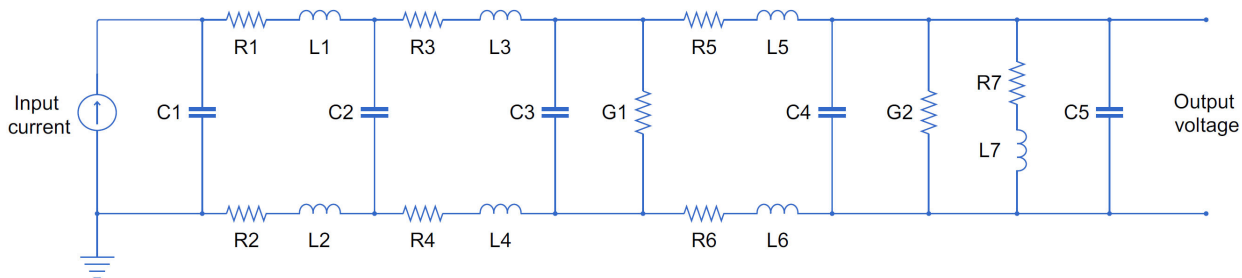 R1
L1
R3
L3
R5
L5
R7
Input
current
C1
C2
C3
G1
C4
G2
L7
C5
Output
voltage
R2
L2
R4
L4
R6
L6